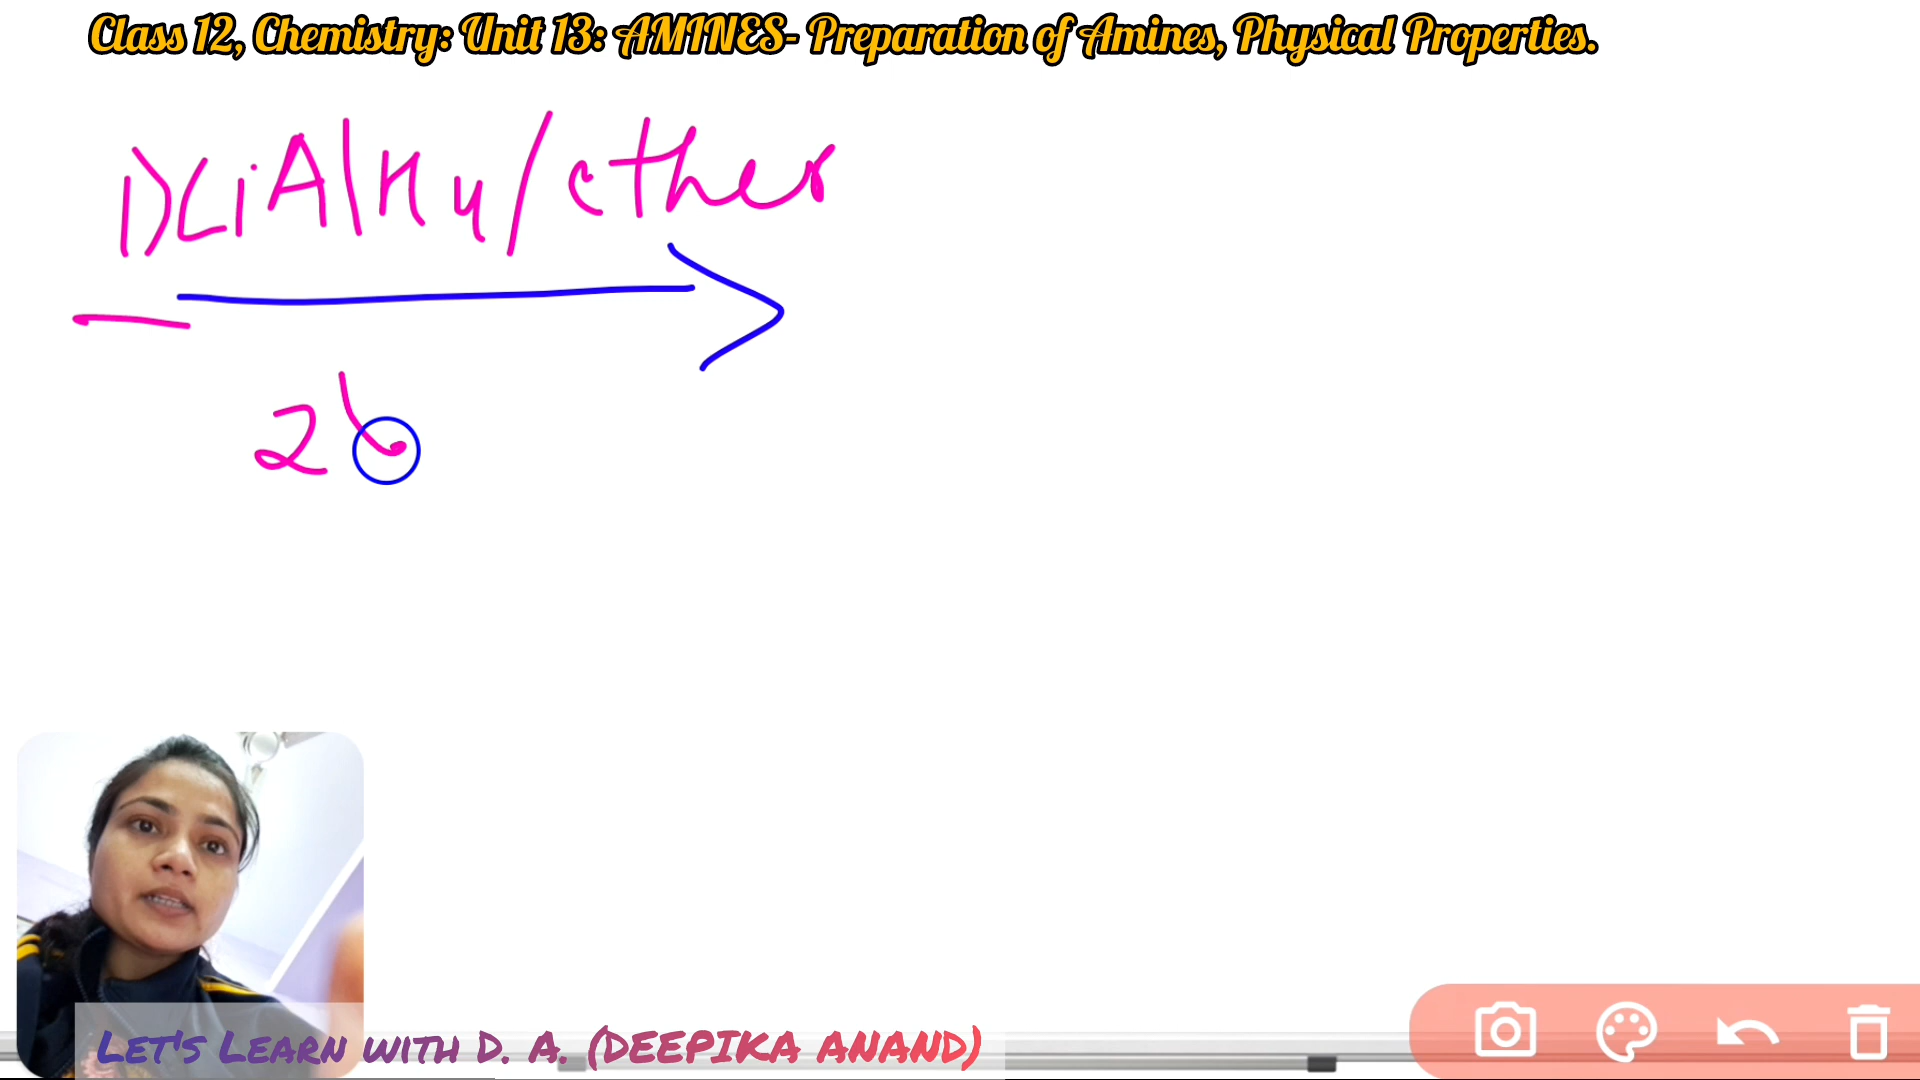 Class 12, Chemistry: Unit 13: AMINES- Preparation of Amines, Physical Properties.
1) LiAlH4/ether
2
LET'S LEARN WITH D. A. (DEEPIKA ANAND)